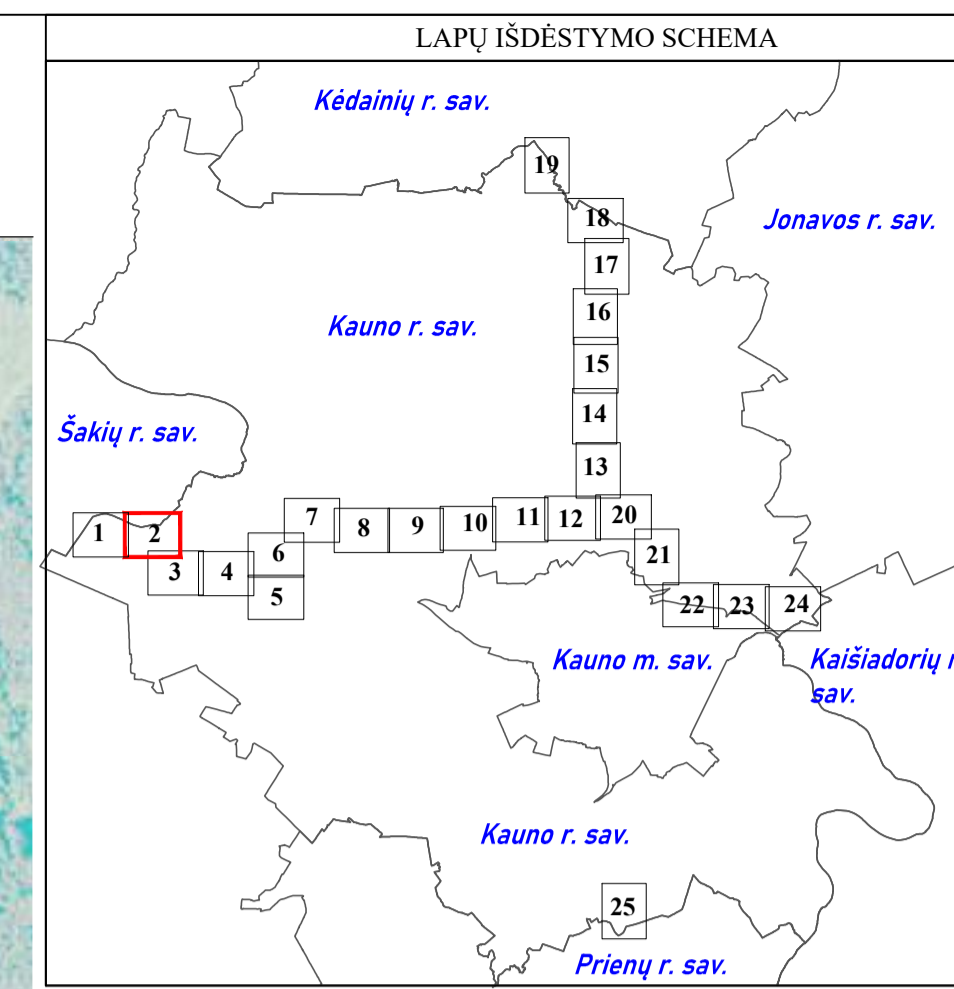 LAPŲ IŠDĖSTYMO SCHEMA
Kėdainių r. sav.
19
18
Jonavos r. sav.
17
16
Kauno r. sav.
15
14
Šakių r. sav.
13
1
2
3
4
5
6
7
8
9
10
11
12
20
21
22
23
24
Kauno m. sav.
Kaišiadorių r
sav.
Kauno r. sav.
25
Prienų r. sav.